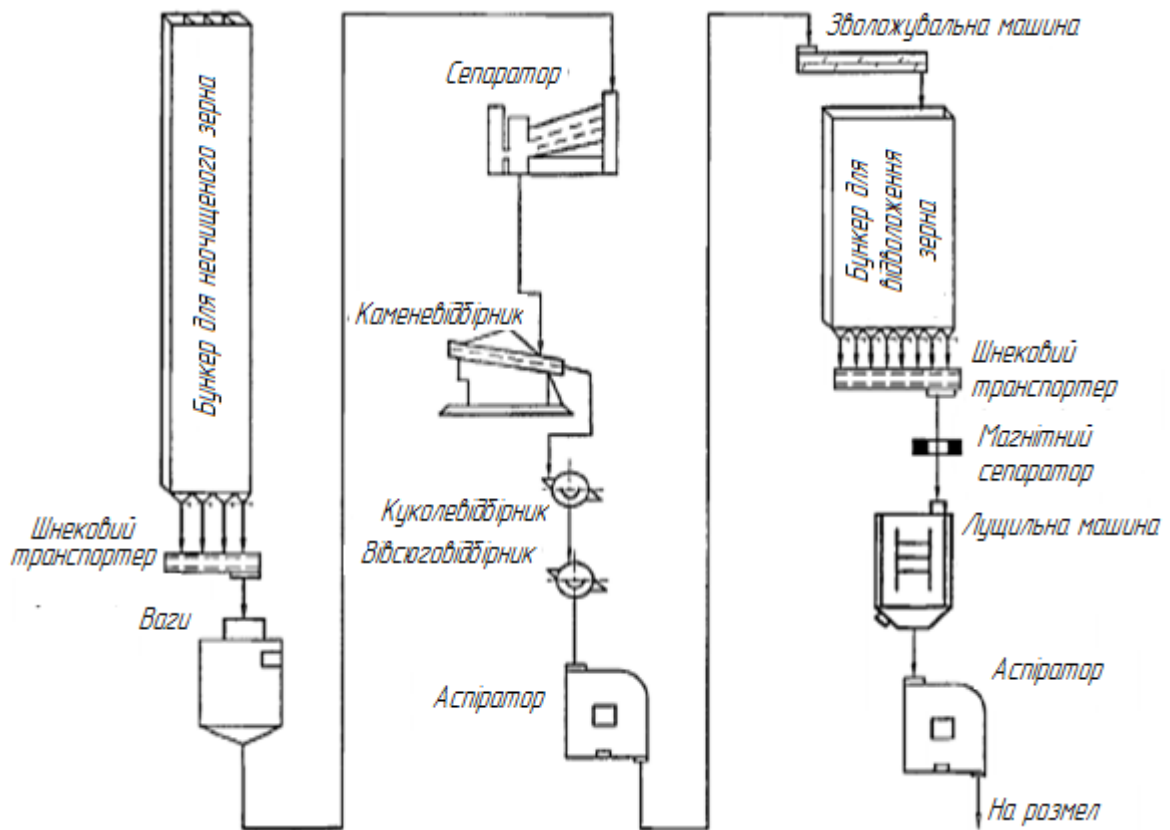 Бункер для неочищеного зерна
Шнековий
транспортер
Ваги
Сепаратор
Каменевідбірник
Куколевідбірник
Вівсюговідбірник
Аспіратор
Зволожувальна машина
Бункер для
відволоження
зерна
Шнековий
транспортер
Магнітний
сепаратор
Лущильна машина
Аспіратор
На розмел